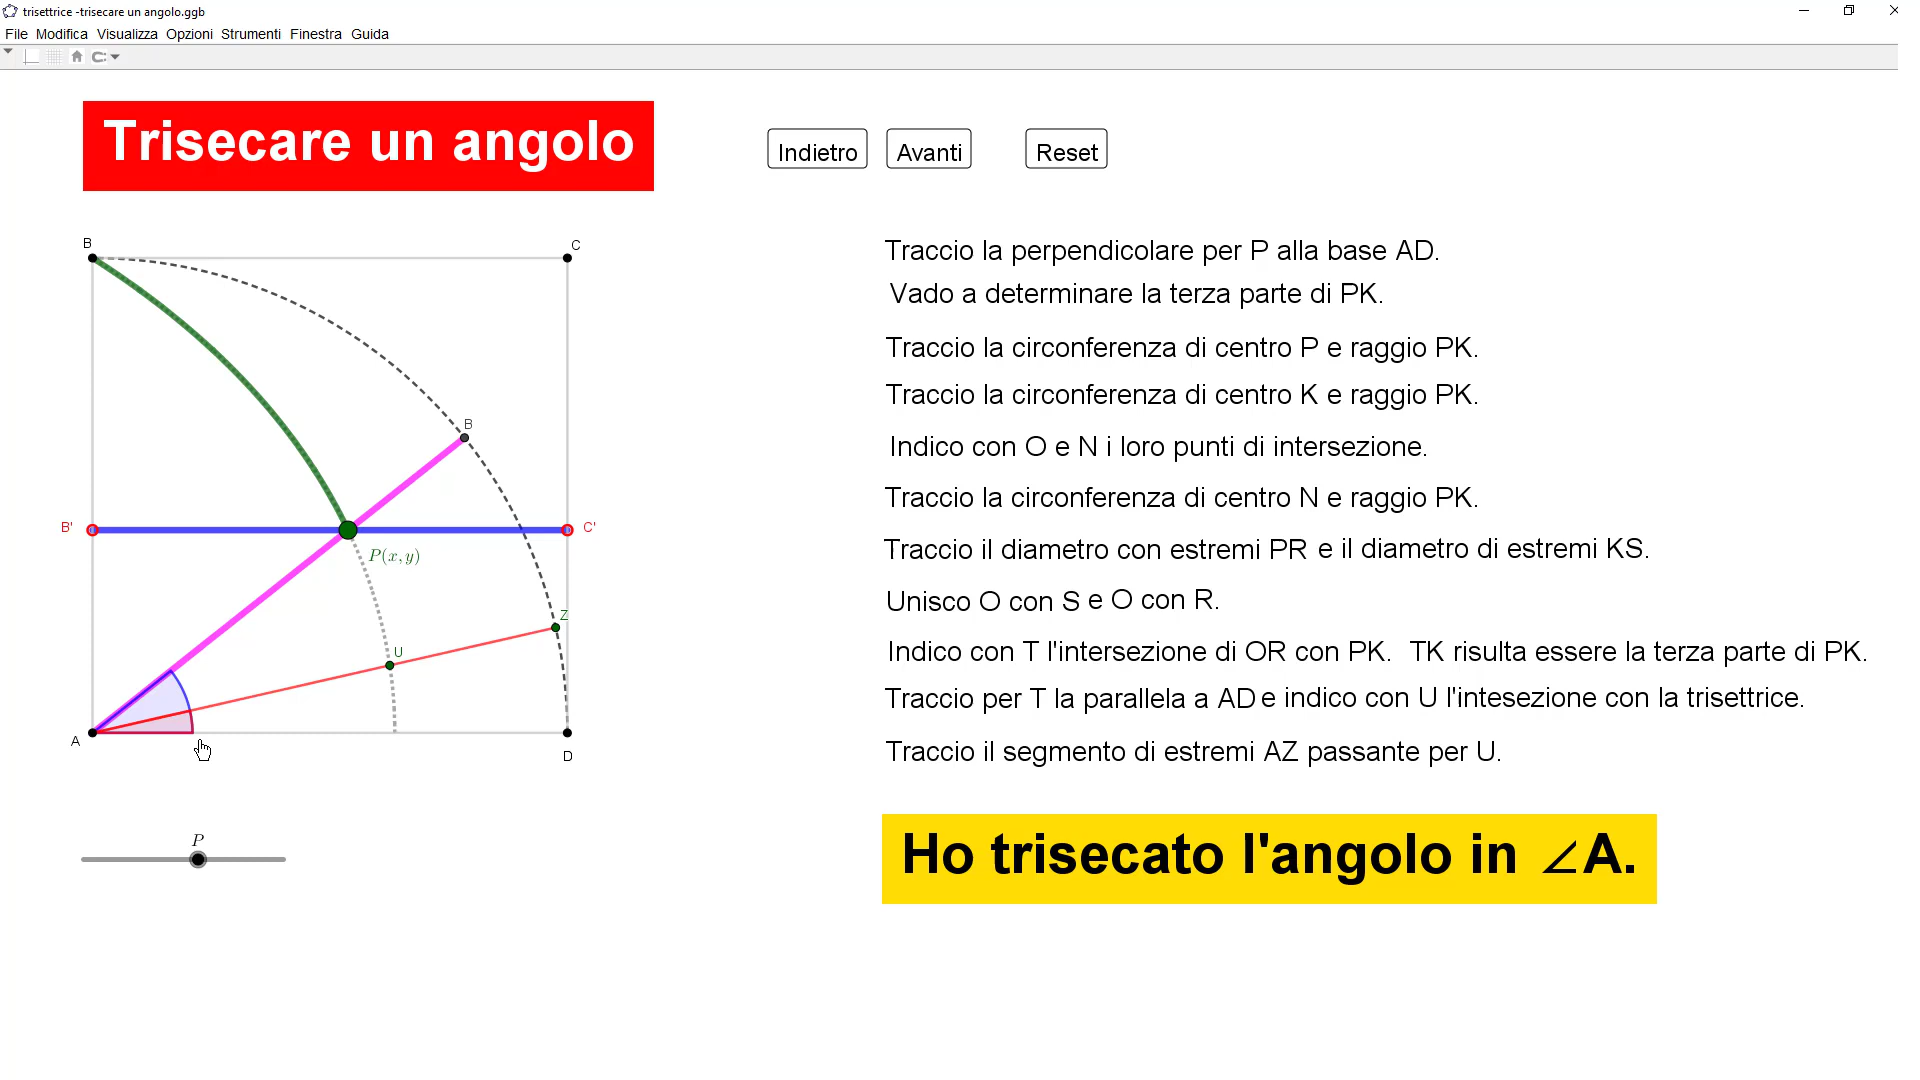 trisettrice -trisecare un angolo.ggb
File Modifica Visualizza Opzioni Strumenti Finestra Guida
Trisecare un angolo
Indietro Avanti Reset
B
C
B
B'
C'
P(x, y)
Z
U
A
D
P
Traccio la perpendicolare per P alla base AD.
Vado a determinare la terza parte di PK.
Traccio la circonferenza di centro P e raggio PK.
Traccio la circonferenza di centro K e raggio PK.
Indico con O e N i loro punti di intersezione.
Traccio la circonferenza di centro N e raggio PK.
Traccio il diametro con estremi PR e il diametro di estremi KS.
Unisco O con S e O con R.
Indico con T l'intersezione di OR con PK. TK risulta essere la terza parte di PK.
Traccio per T la parallela a AD e indico con U l'intesezione con la trisettrice.
Traccio il segmento di estremi AZ passante per U.
Ho trisecato l'angolo in ∠A.